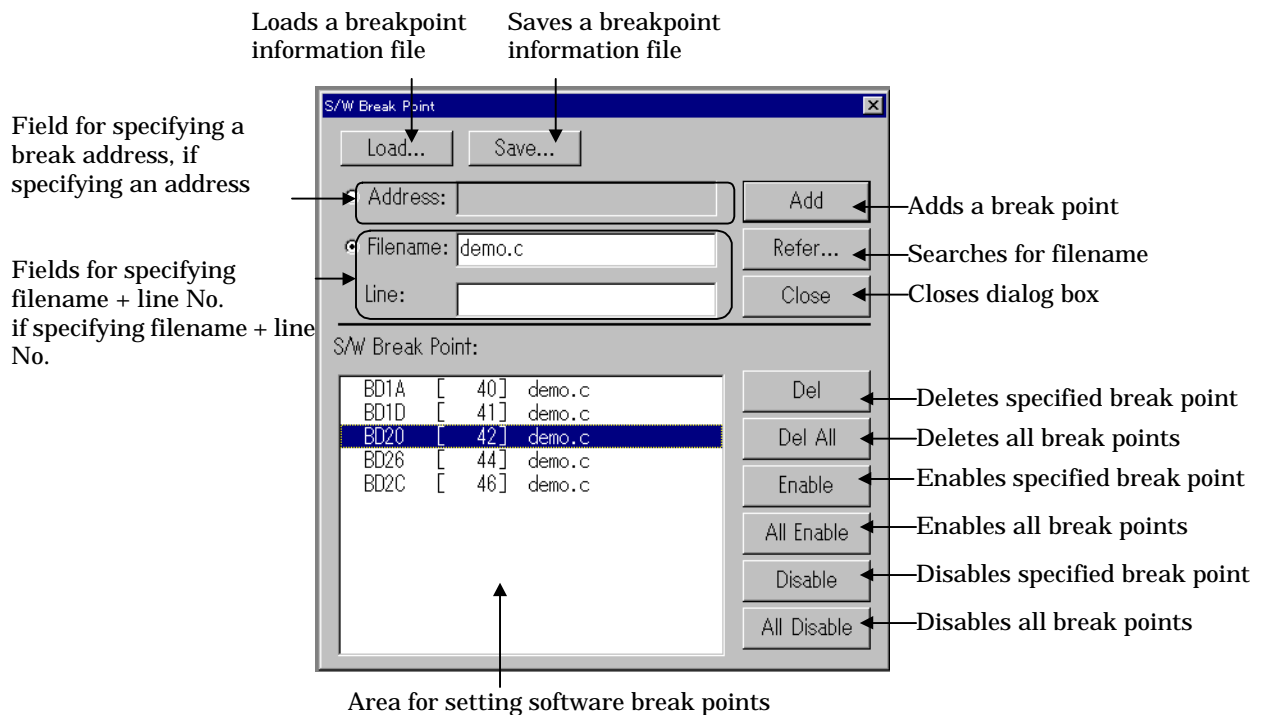 Loads a breakpoint
information file
Saves a breakpoint
information file
S/W Break Point
Field for specifying a
break address, if
specifying an address
Load...
Save...
Address:
Add
Adds a break point
Filename:
demo.c
Refer...
Searches for filename
Fields for specifying
filename + line No.
if specifying filename + line
No.
Line:
Close
Closes dialog box
S/W Break Point:
BD1A [ 40] demo.c
BD1D [ 41] demo.c
BD20 [ 42] demo.c
BD26 [ 44] demo.c
BD2C [ 46] demo.c
Del
Deletes specified break point
Del All
Deletes all break points
Enable
Enables specified break point
All Enable
Enables all break points
Disable
Disables specified break point
All Disable
Disables all break points
Area for setting software break points